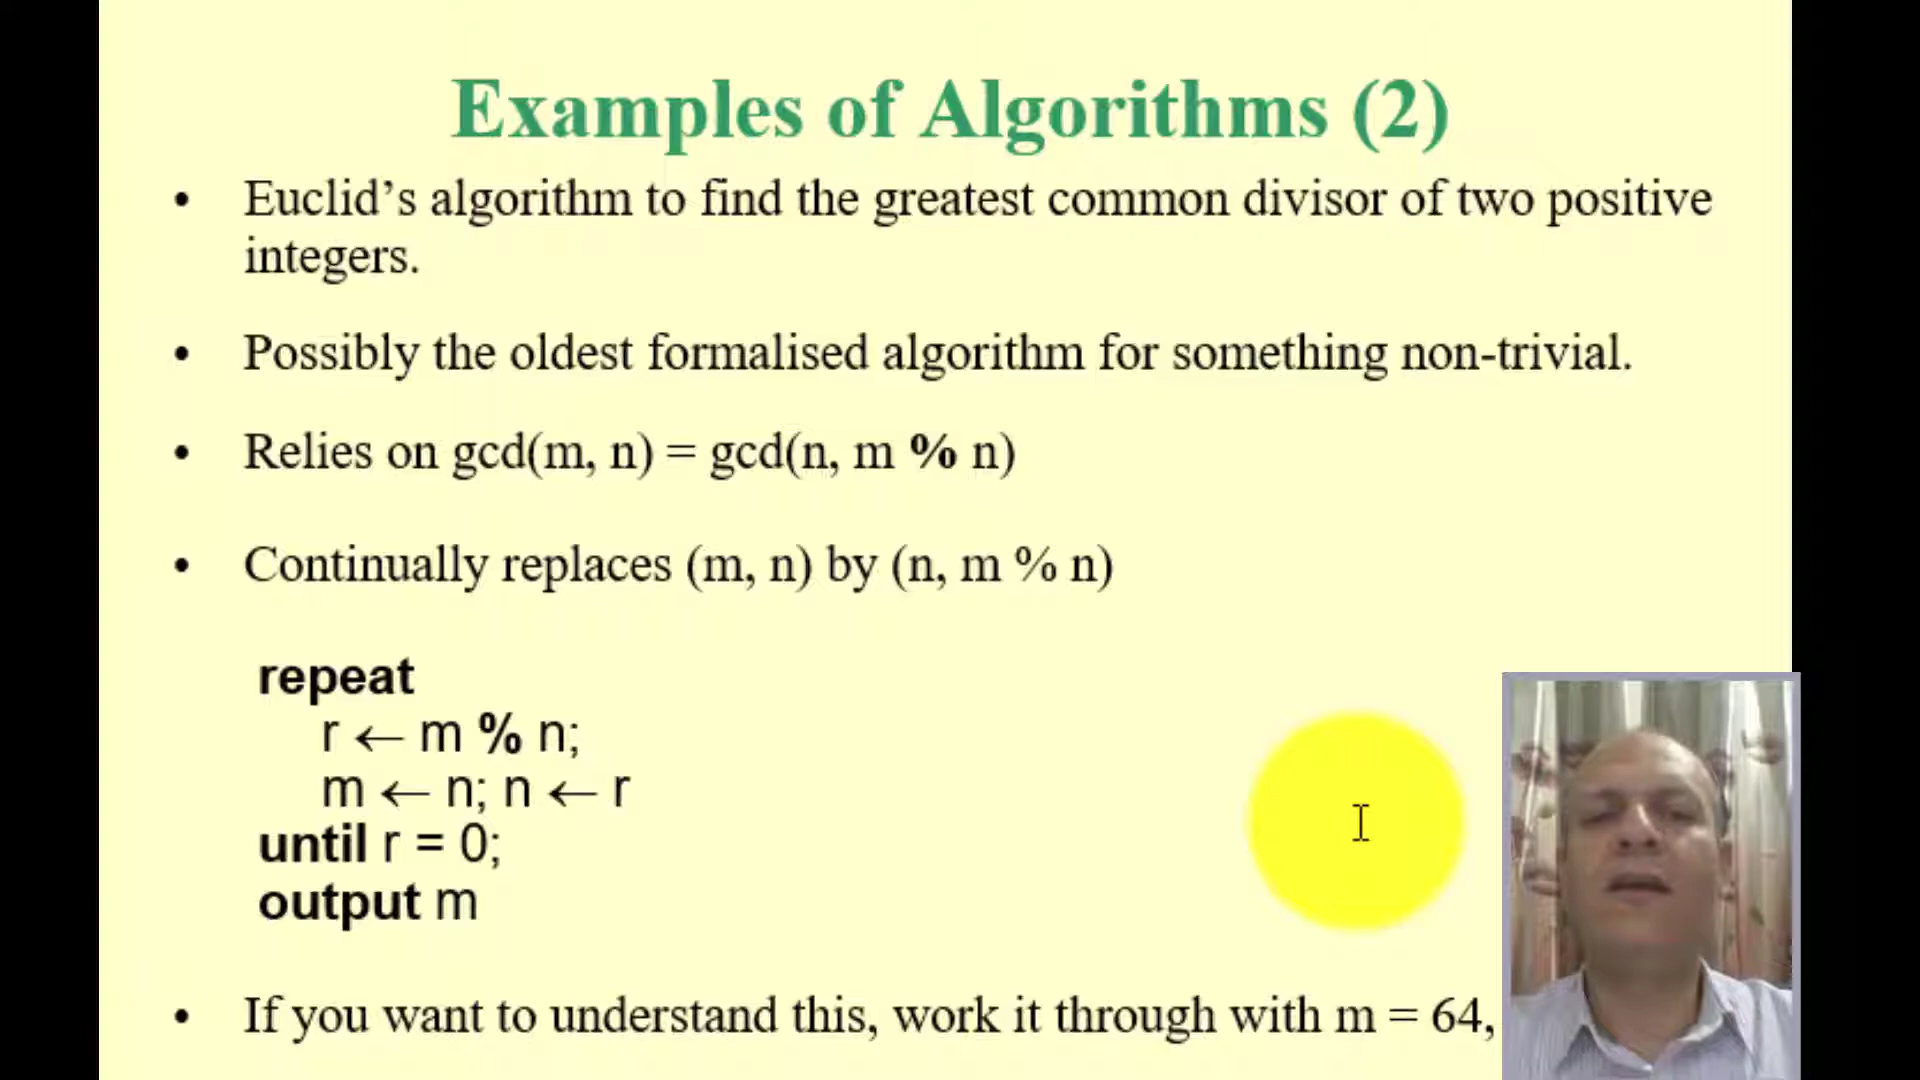 Examples of Algorithms (2)
• Euclid’s algorithm to find the greatest common divisor of two positive
integers.
• Possibly the oldest formalised algorithm for something non-trivial.
• Relies on gcd(m, n) = gcd(n, m % n)
• Continually replaces (m, n) by (n, m % n)
repeat
r ← m % n;
m ← n; n ← r
until r = 0;
output m
• If you want to understand this, work it through with m = 64,